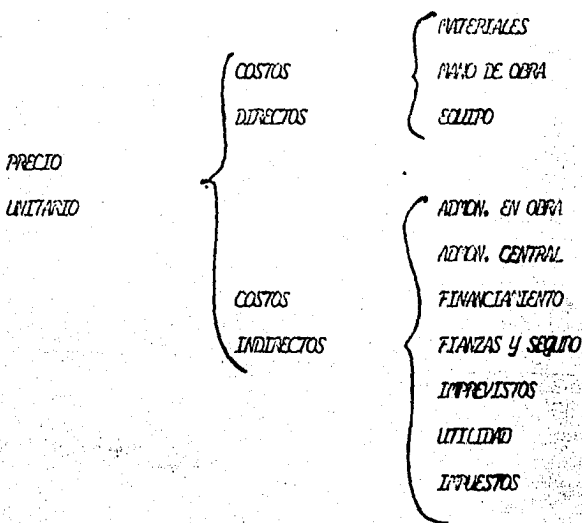 PRECIO
UNITARIO
COSTOS
DIRECTOS
MATERIALES
MANO DE OBRA
EQUIPO
COSTOS
INDIRECTOS
ADMON. EN OBRA
ADMON. CENTRAL
FINANCIAMIENTO
FIANZAS Y SEGURO
IMPREVISTOS
UTILIDAD
IMPUESTOS